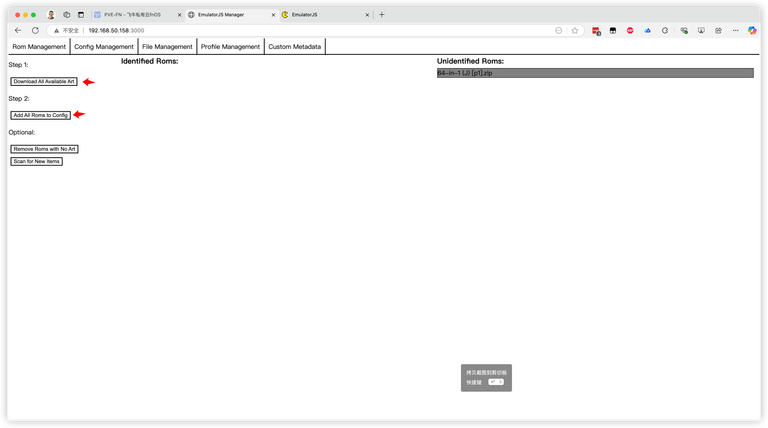 PVE-FN - 飞牛私有云fnOS
EmulatorJS Manager
EmulatorJS
不安全
192.168.50.158:3000
Rom Management
Config Management
File Management
Profile Management
Custom Metadata
Step 1:
Identified Roms:
Unidentified Roms:
64-in-1 (J) [p1].zip
Download All Available Art
Step 2:
Add All Roms to Config
Optional:
Remove Roms with No Art
Scan for New Items
拷贝截图到剪切板
快捷键